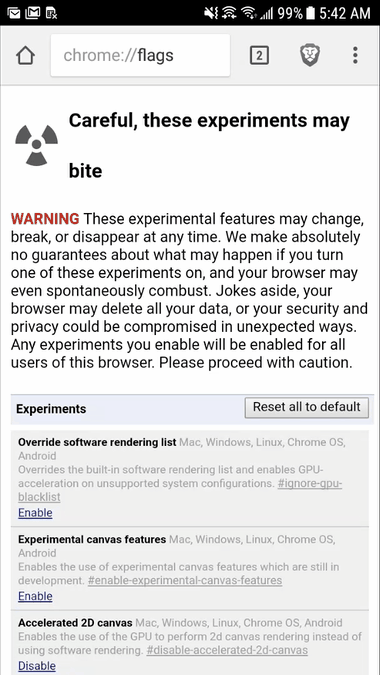 99% 5:42 AM
chrome://flags
2
Careful, these experiments may
bite
WARNING These experimental features may change,
break, or disappear at any time. We make absolutely
no guarantees about what may happen if you turn
one of these experiments on, and your browser may
even spontaneously combust. Jokes aside, your
browser may delete all your data, or your security and
privacy could be compromised in unexpected ways.
Any experiments you enable will be enabled for all
users of this browser. Please proceed with caution.
Experiments
Reset all to default
Override software rendering list Mac, Windows, Linux, Chrome OS,
Android
Overrides the built-in software rendering list and enables GPU-
acceleration on unsupported system configurations. #ignore-gpu-
blacklist
Enable
Experimental canvas features Mac, Windows, Linux, Chrome OS,
Android
Enables the use of experimental canvas features which are still in
development. #enable-experimental-canvas-features
Enable
Accelerated 2D canvas Mac, Windows, Linux, Chrome OS, Android
Enables the use of the GPU to perform 2d canvas rendering instead of
using software rendering. #disable-accelerated-2d-canvas
Disable